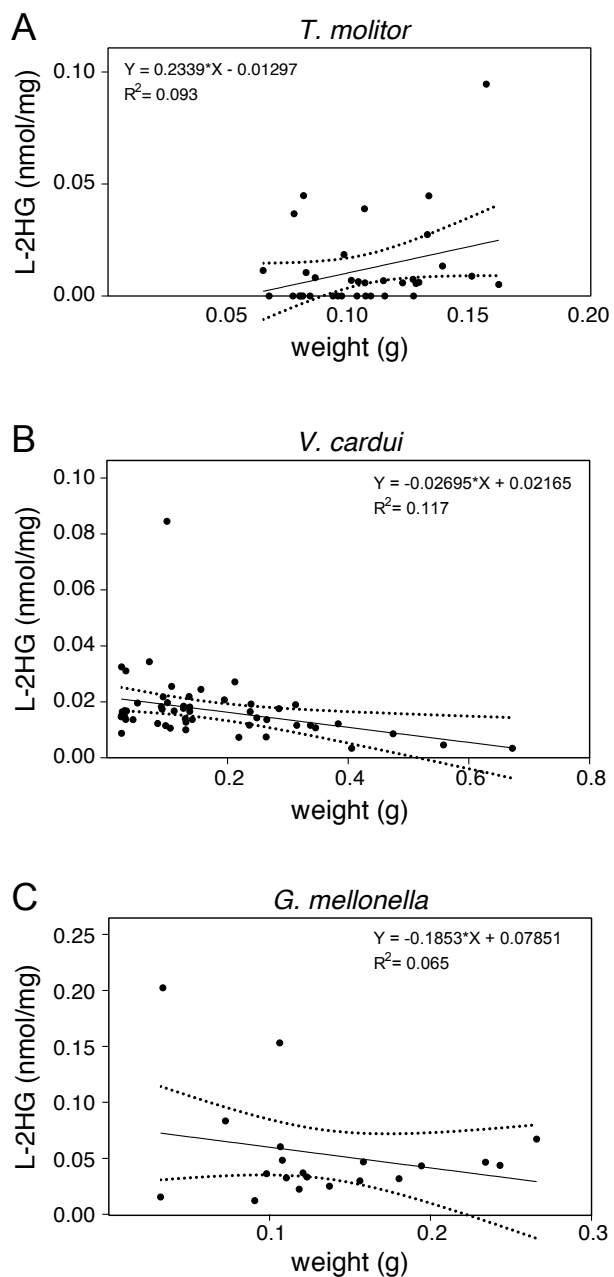 A
T. molitor
Y = 0.2339*X - 0.01297
R²= 0.093
L-2HG (nmol/mg)
0.10
0.05
0.00
0.05
0.10
0.15
0.20
weight (g)
B
V. cardui
Y = -0.02695*X + 0.02165
R²= 0.117
L-2HG (nmol/mg)
0.10
0.08
0.06
0.04
0.02
0.00
0.2
0.4
0.6
0.8
weight (g)
C
G. mellonella
Y = -0.1853*X + 0.07851
R²= 0.065
L-2HG (nmol/mg)
0.25
0.20
0.15
0.10
0.05
0.00
0.1
0.2
0.3
weight (g)